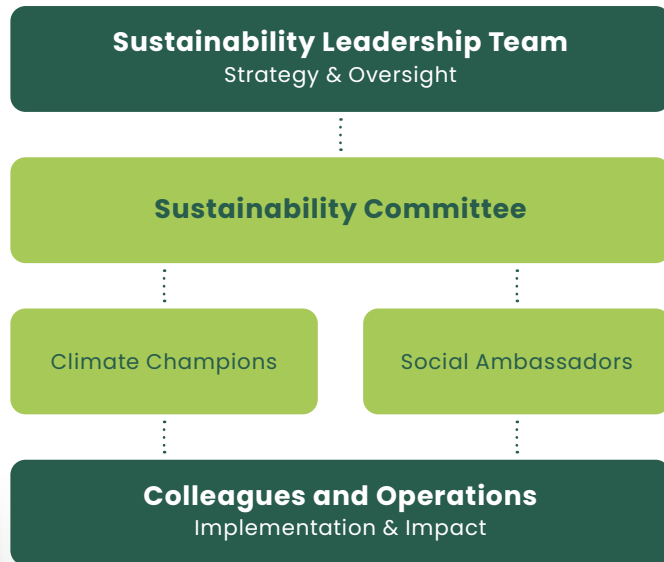 Sustainability Leadership Team
Strategy & Oversight
Sustainability Committee
Climate Champions
Social Ambassadors
Colleagues and Operations
Implementation & Impact